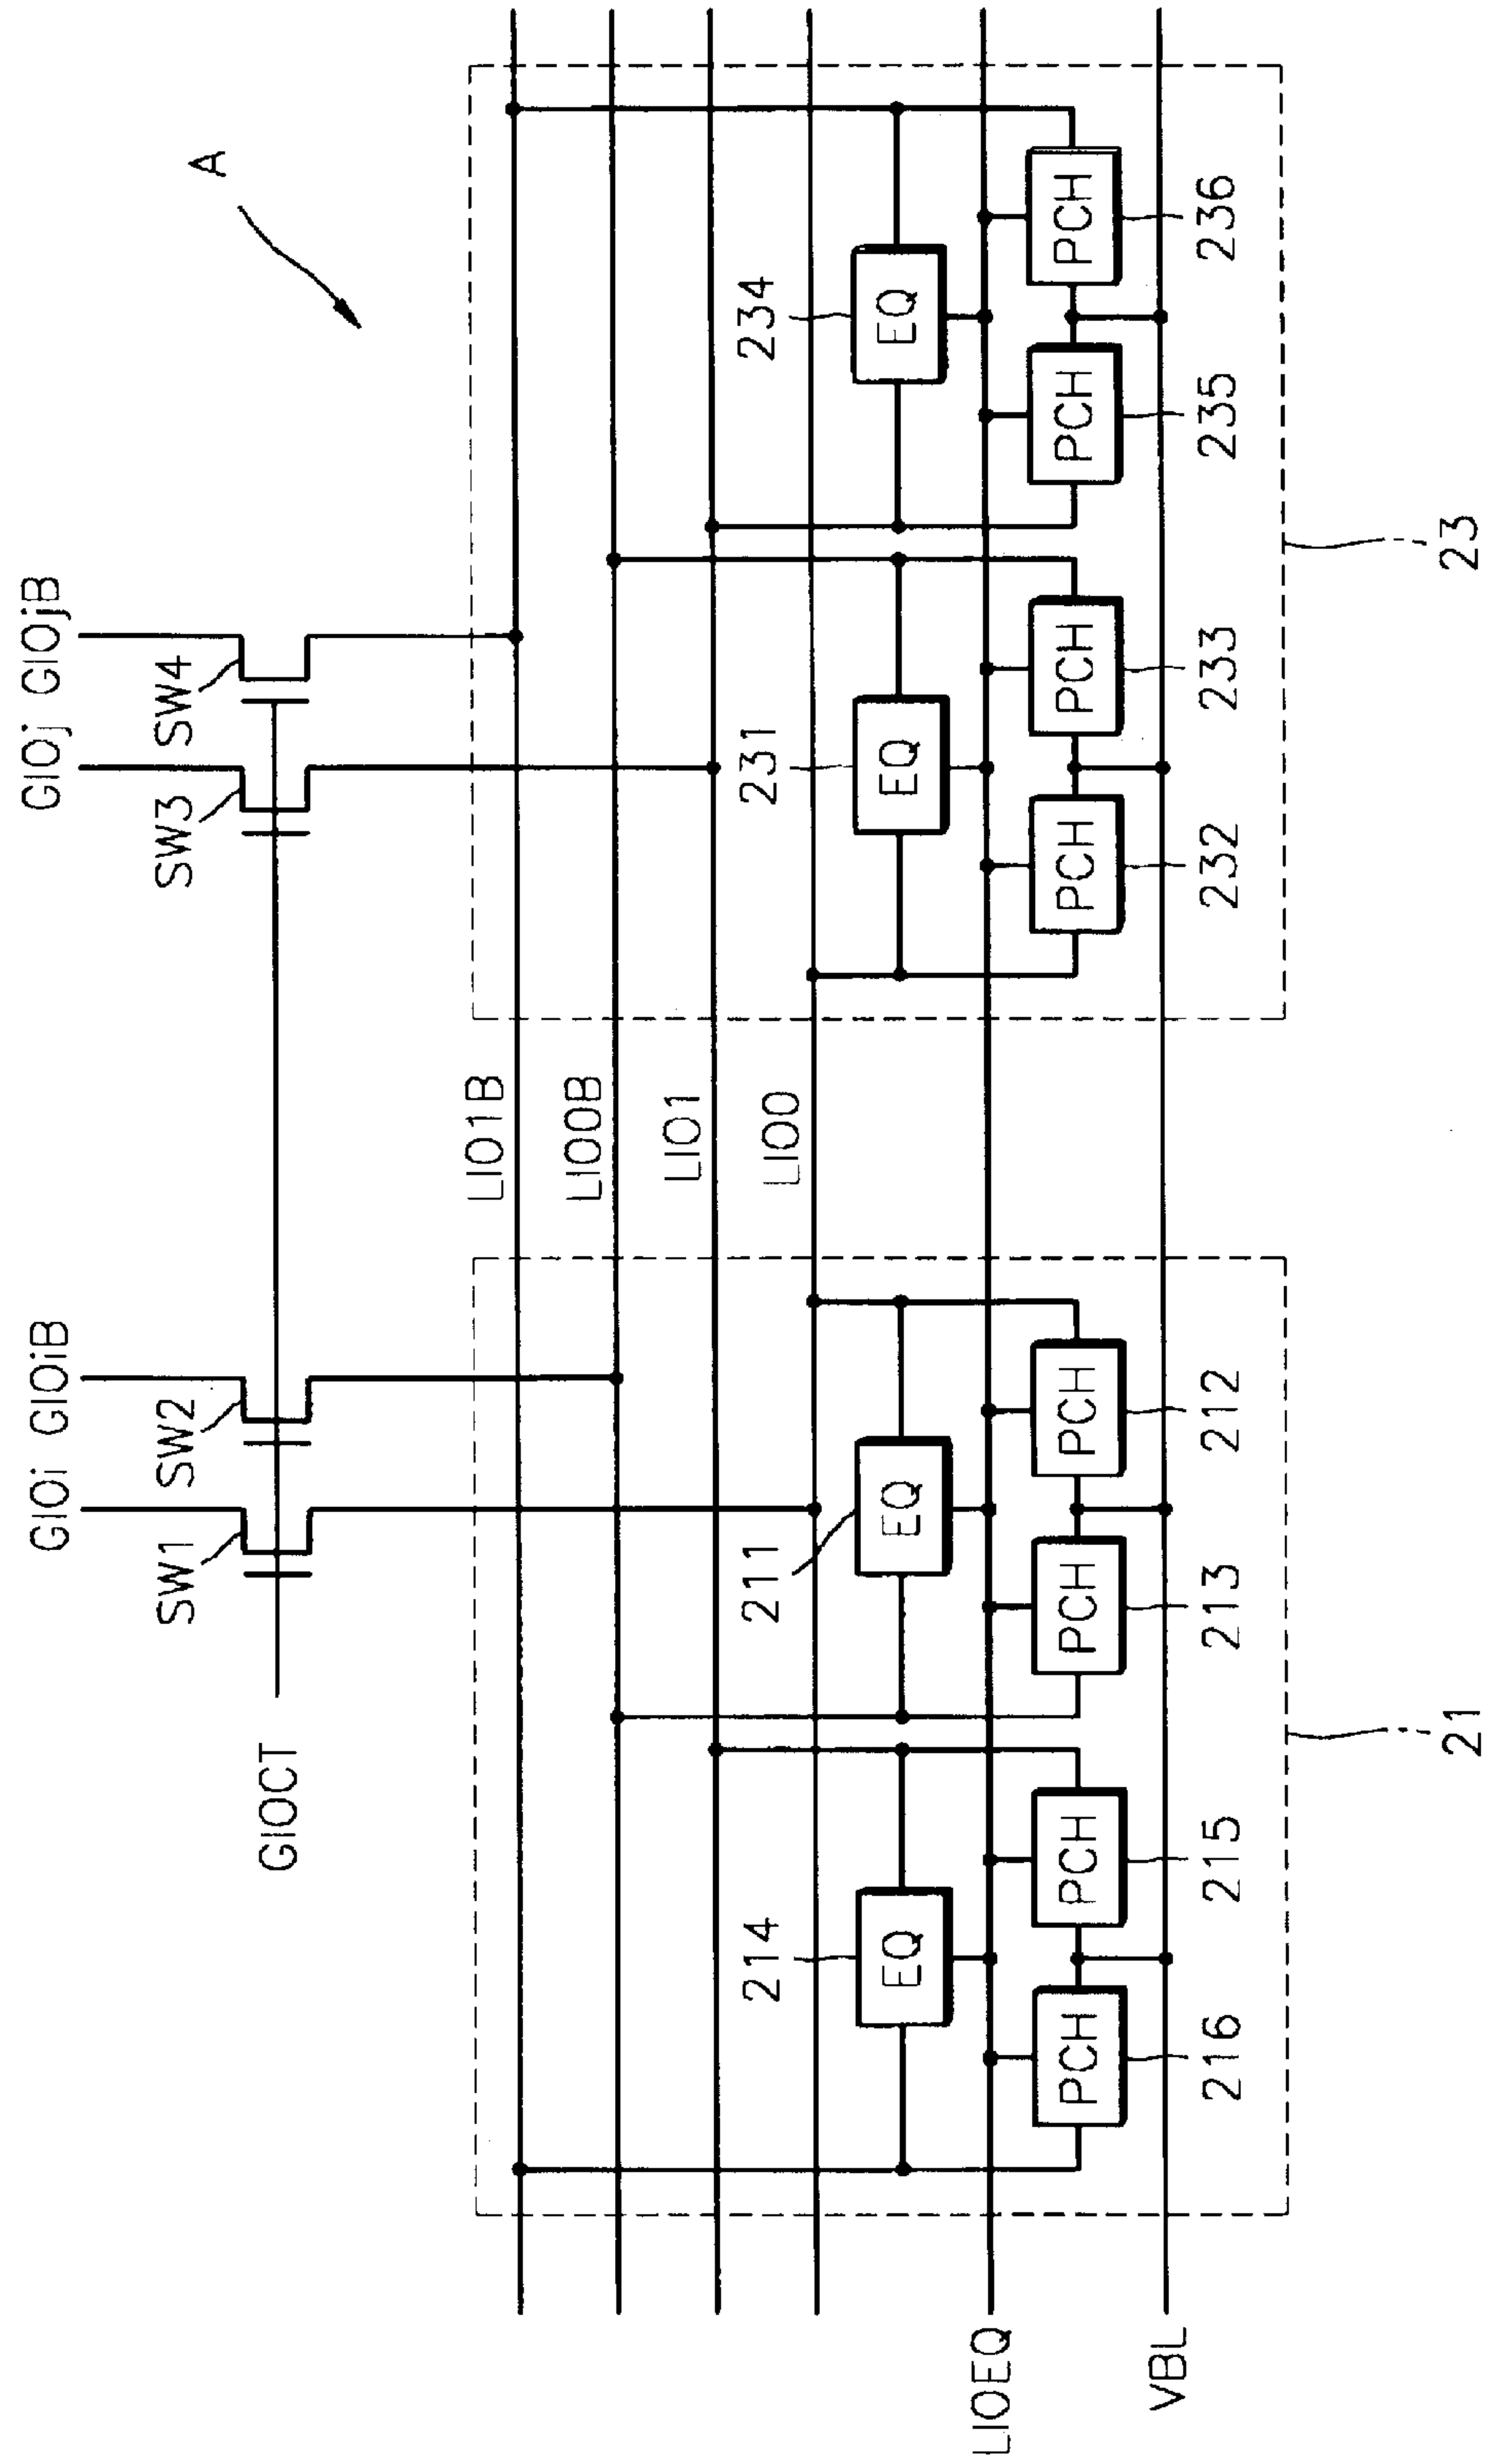 GIOi GIOiB
GIOj GIOjB
SW1
SW2
SW3
SW4
A
GIOCT
LIO1B
LIO0B
LIO1
LIO0
214
211
231
234
EQ
EQ
EQ
EQ
LIOEQ
PCH
PCH
PCH
PCH
PCH
PCH
PCH
PCH
VBL
216
215
213
212
232
233
235
236
21
23